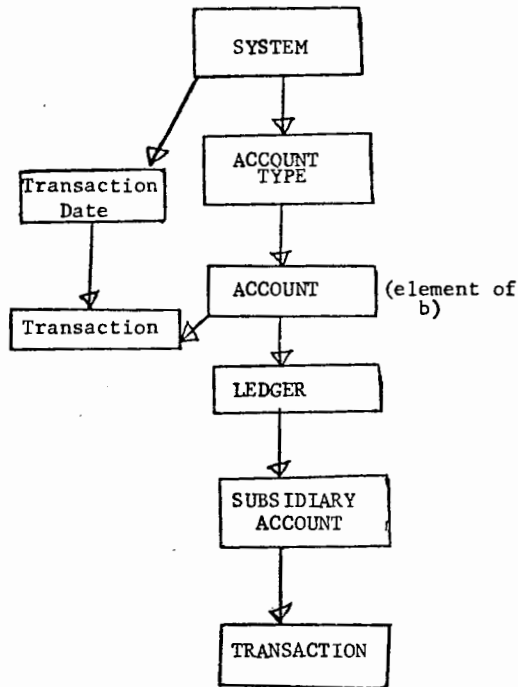 SYSTEM
ACCOUNT
TYPE
Transaction
Date
ACCOUNT
(element of
b)
Transaction
LEDGER
SUBSIDIARY
ACCOUNT
TRANSACTION